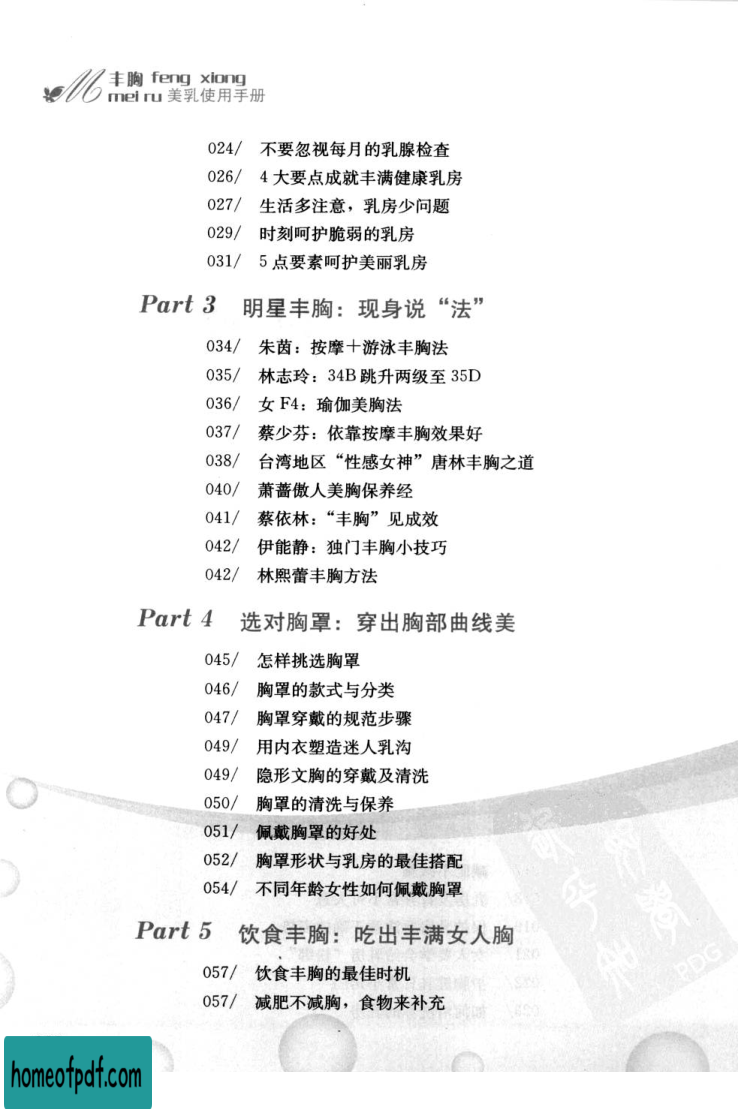 丰胸 feng xiong
mei ru 美乳使用手册
024/ 不要忽视每月的乳腺检查
026/ 4大要点成就丰满健康乳房
027/ 生活多注意，乳房少问题
029/ 时刻呵护脆弱的乳房
031/ 5点要素呵护美丽乳房
Part 3 明星丰胸：现身说“法”
034/ 朱茵：按摩＋游泳丰胸法
035/ 林志玲：34B跳升两级至35D
036/ 女F4：瑜伽美胸法
037/ 蔡少芬：依靠按摩丰胸效果好
038/ 台湾地区“性感女神”唐林丰胸之道
040/ 萧蔷傲人美胸保养经
041/ 蔡依林：“丰胸”见成效
042/ 伊能静：独门丰胸小技巧
042/ 林熙蕾丰胸方法
Part 4 选对胸罩：穿出胸部曲线美
045/ 怎样挑选胸罩
046/ 胸罩的款式与分类
047/ 胸罩穿戴的规范步骤
049/ 用内衣塑造迷人乳沟
049/ 隐形文胸的穿戴及清洗
050/ 胸罩的清洗与保养
051/ 佩戴胸罩的好处
052/ 胸罩形状与乳房的最佳搭配
054/ 不同年龄女性如何佩戴胸罩
Part 5 饮食丰胸：吃出丰满女人胸
057/ 饮食丰胸的最佳时机
057/ 减肥不减胸，食物来补充
PDG
homeofpdf.com